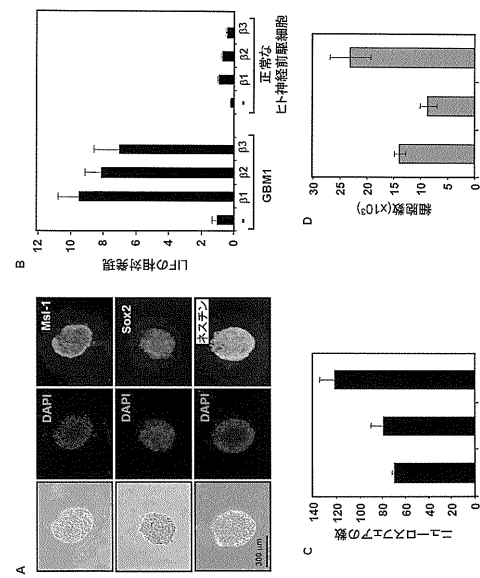 A
DAPI
Msi-1
DAPI
Sox2
DAPI
ネスチン
300 μm
B
LIFの相対発現
12
10
8
6
4
2
0
- β1 β2 β3
- β1 β2 β3
GBM1
正常な
ヒト神経前駆細胞
C
ニューロスフェアの数
140
120
100
80
60
40
20
0
D
細胞数(x10³)
30
25
20
15
10
5
0